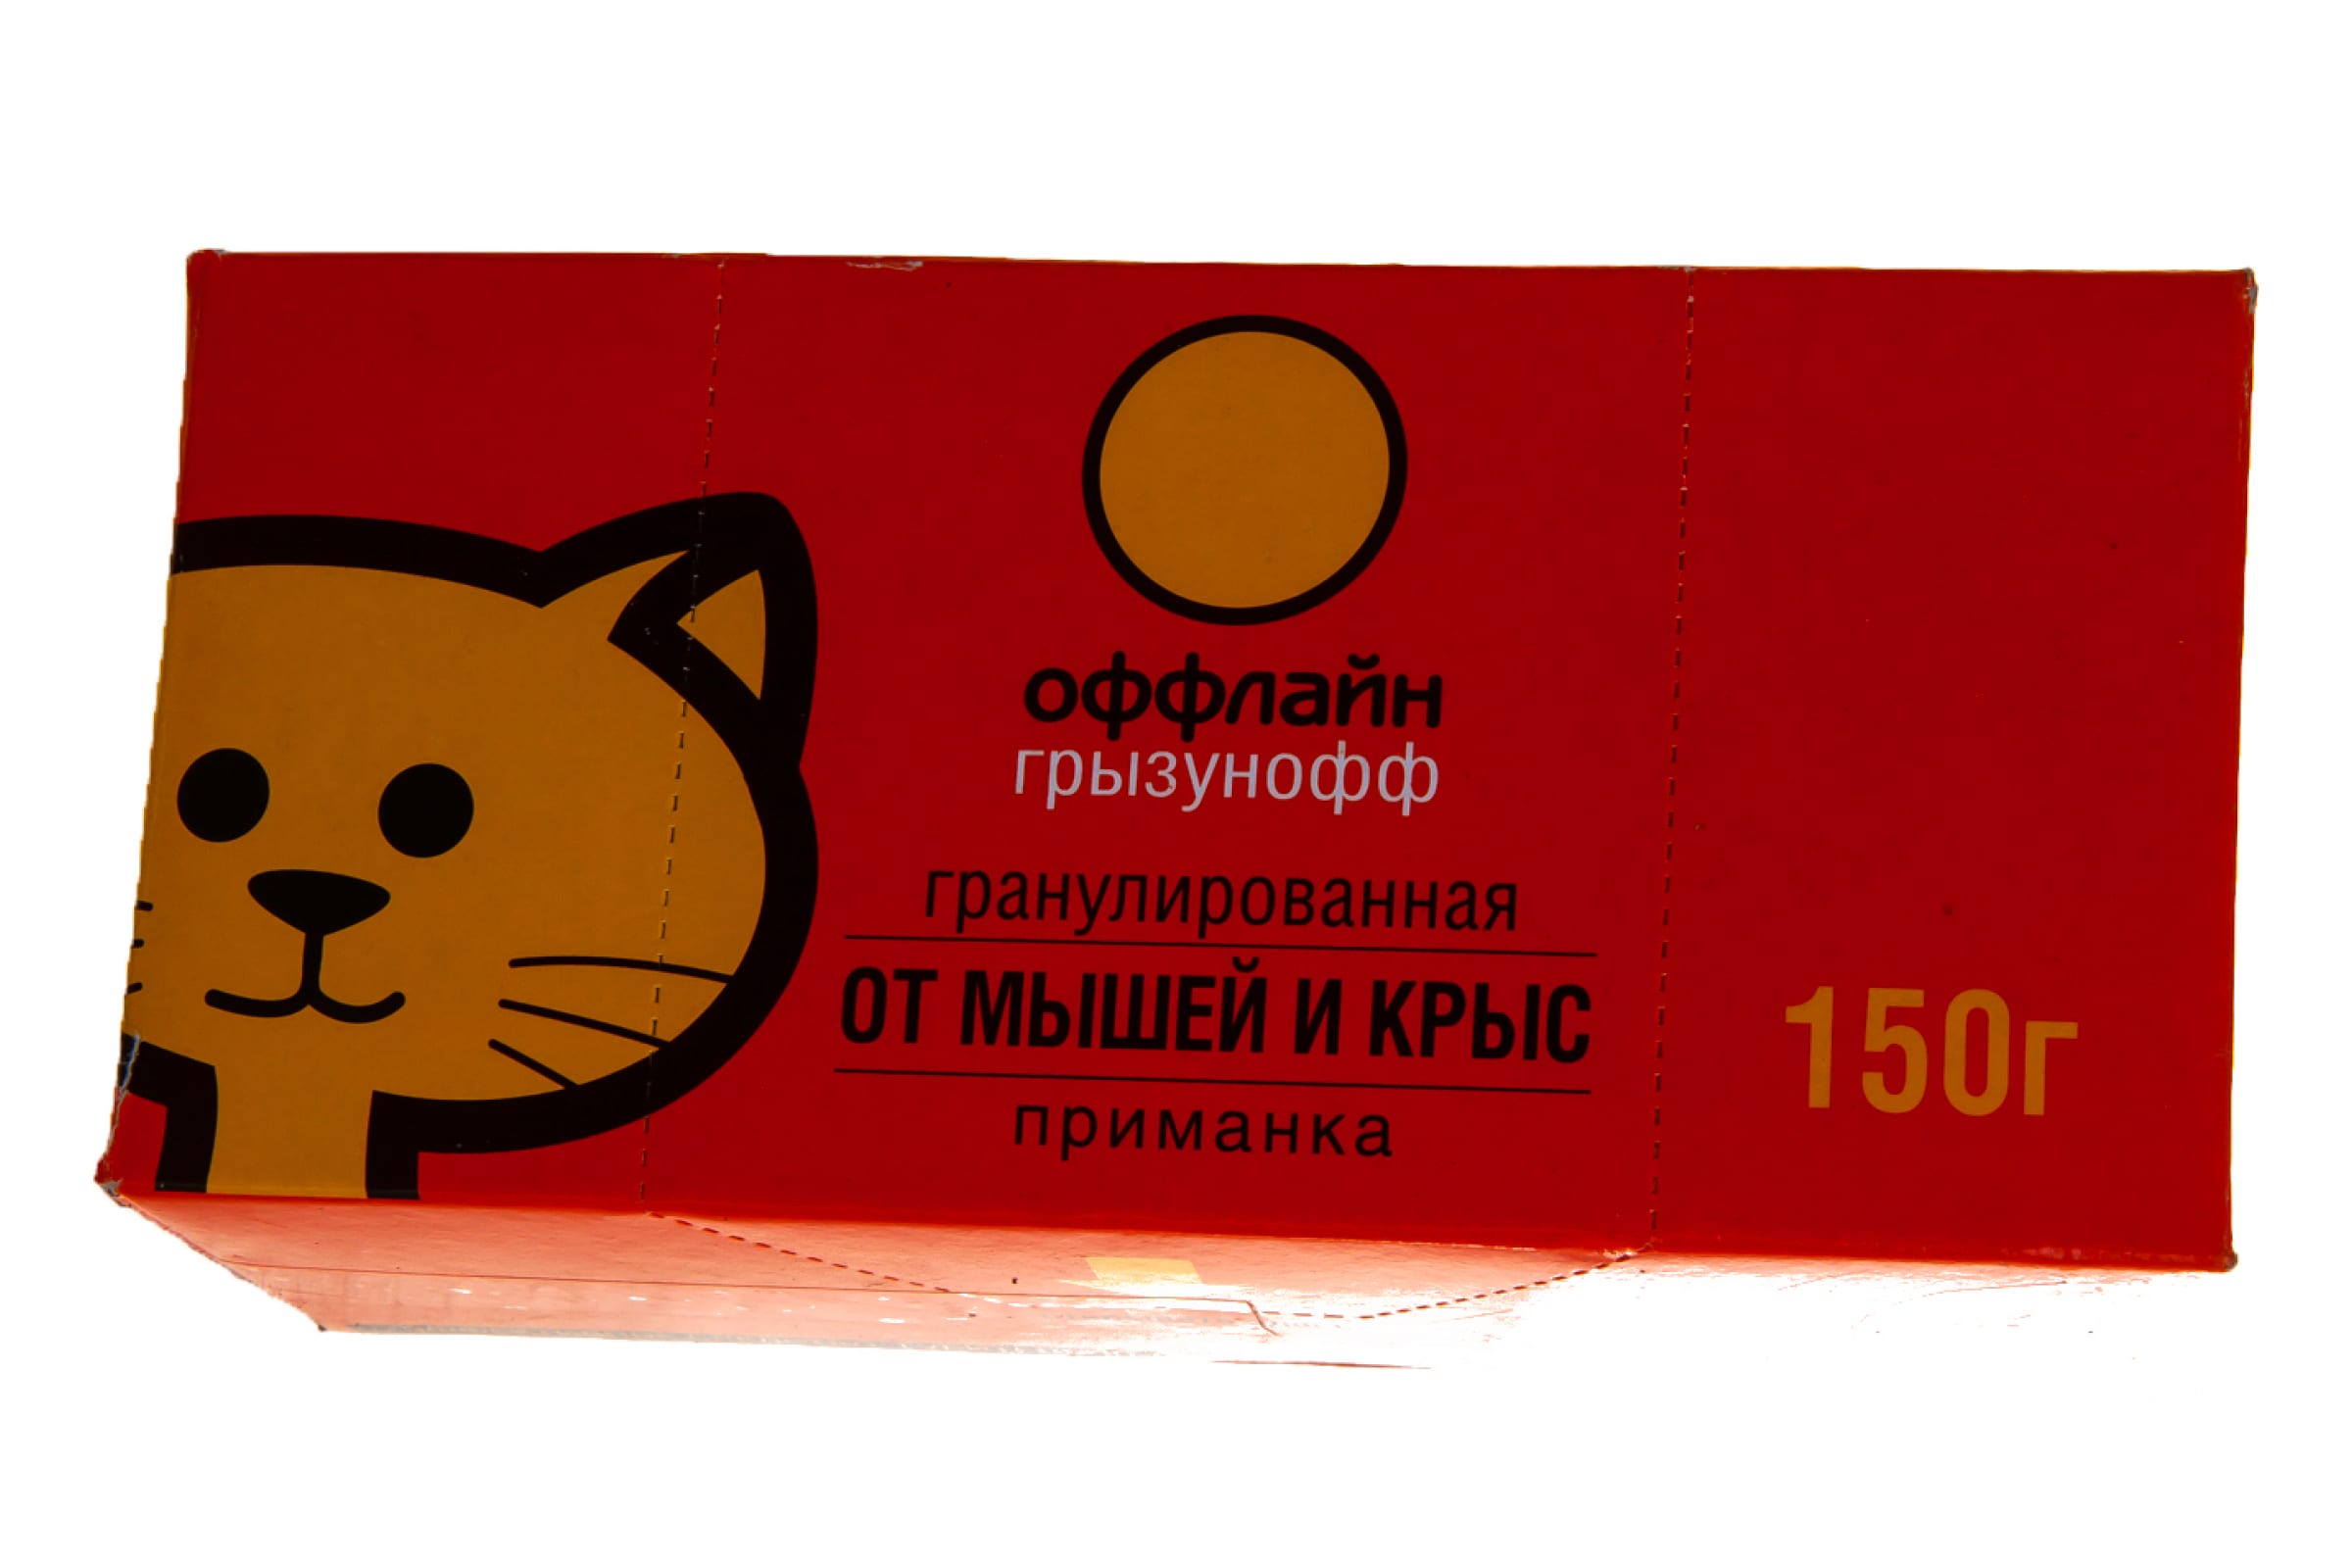 оффлайн
грызунофф
гранулированная
ОТ МЫШЕЙ И КРЫС
приманка
150г